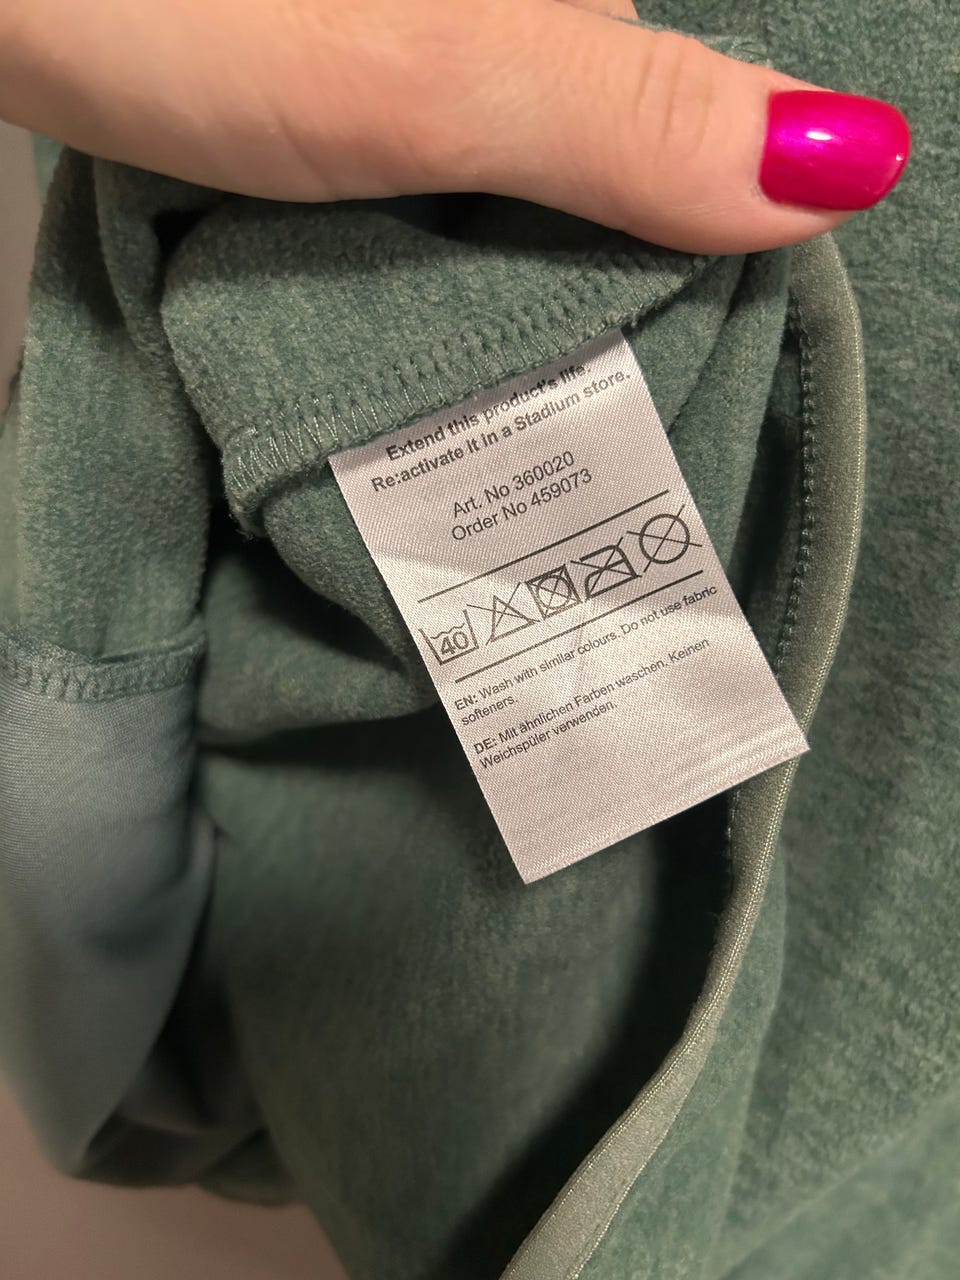 Extend this product's life:
Re:activate it in a Stadium store.
Art. No 360020
Order No 459073
40
EN: Wash with similar colours. Do not use fabric
softeners.
DE: Mit ähnlichen Farben waschen. Keinen
Weichspüler verwenden.